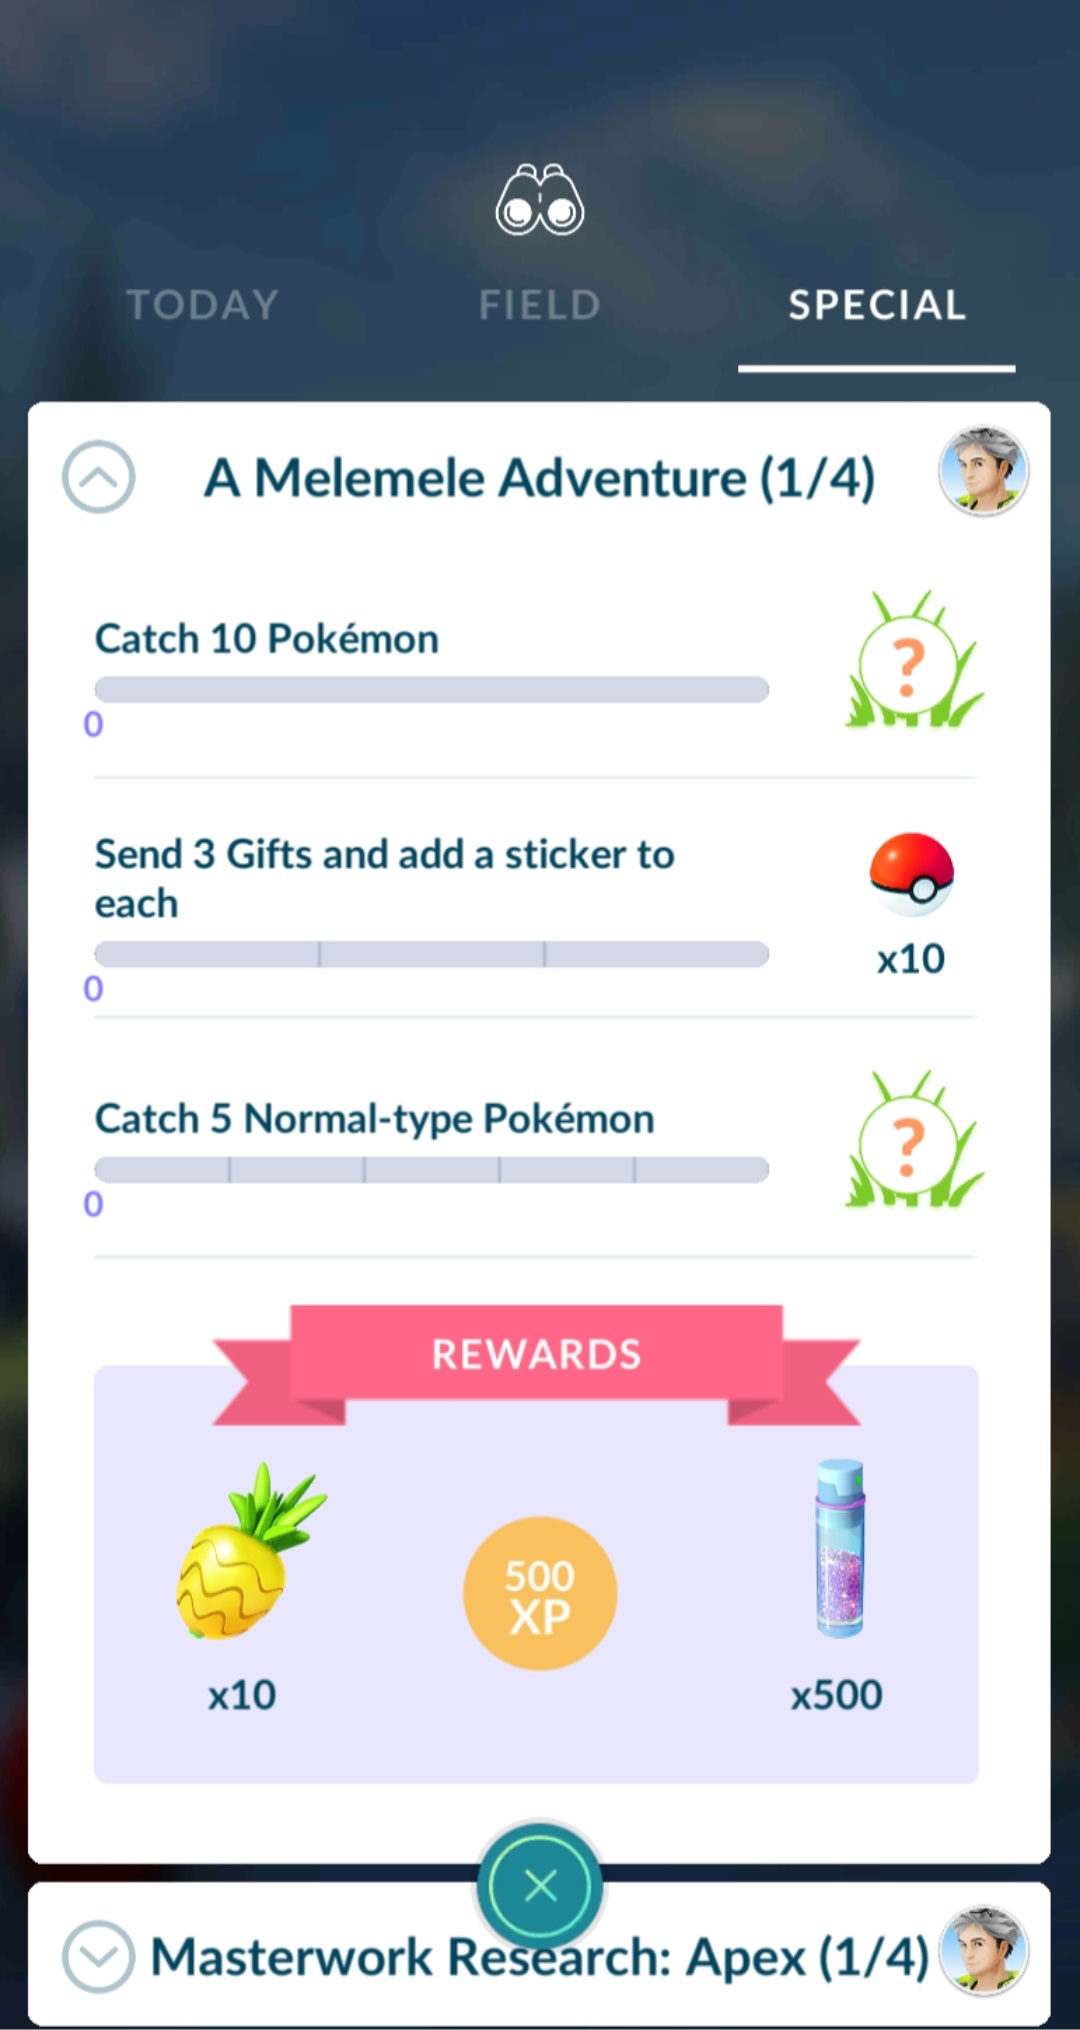 TODAY
FIELD
SPECIAL
A Melemele Adventure (1/4)
Catch 10 Pokémon
?
0
Send 3 Gifts and add a sticker to
each
x10
0
Catch 5 Normal-type Pokémon
?
0
REWARDS
500
XP
x10
x500
Masterwork Research: Apex (1/4)